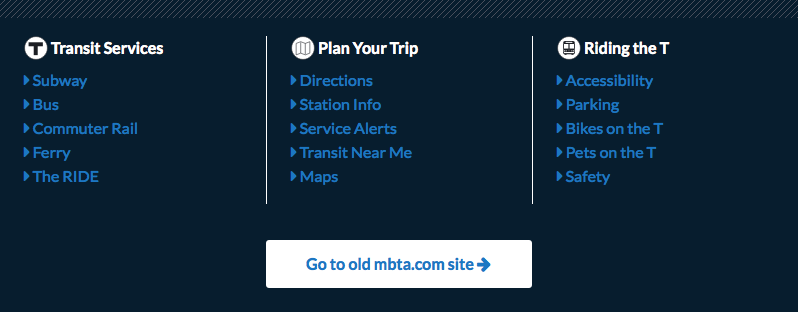 Transit Services
Subway
Bus
Commuter Rail
Ferry
The RIDE
Plan Your Trip
Directions
Station Info
Service Alerts
Transit Near Me
Maps
Riding the T
Accessibility
Parking
Bikes on the T
Pets on the T
Safety
Go to old mbta.com site